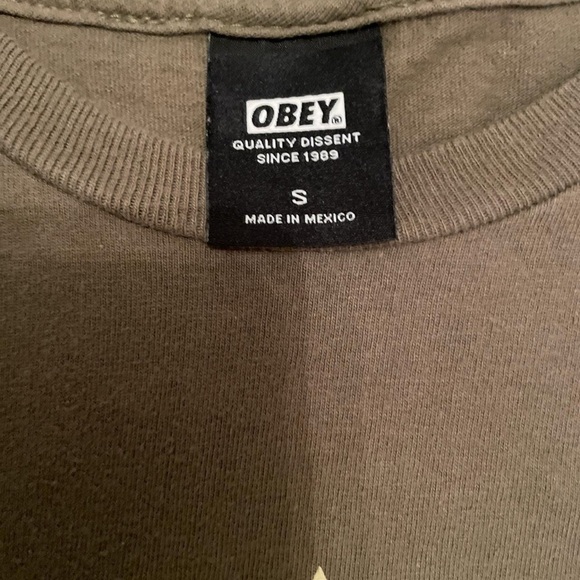 OBEY®
QUALITY DISSENT
SINCE 1989
S
MADE IN MEXICO